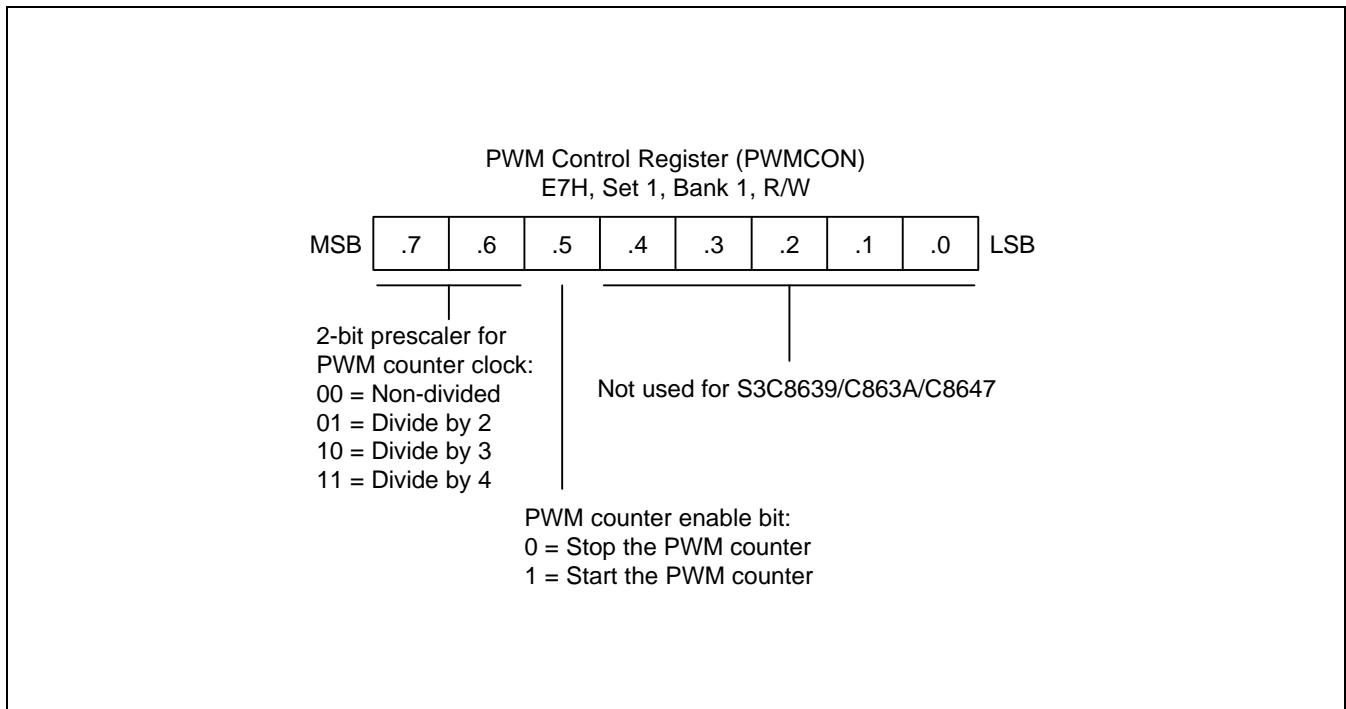 PWM Control Register (PWMCON)
E7H, Set 1, Bank 1, R/W
MSB .7 .6 .5 .4 .3 .2 .1 .0 LSB
2-bit prescaler for
PWM counter clock:
00 = Non-divided
01 = Divide by 2
10 = Divide by 3
11 = Divide by 4
Not used for S3C8639/C863A/C8647
PWM counter enable bit:
0 = Stop the PWM counter
1 = Start the PWM counter